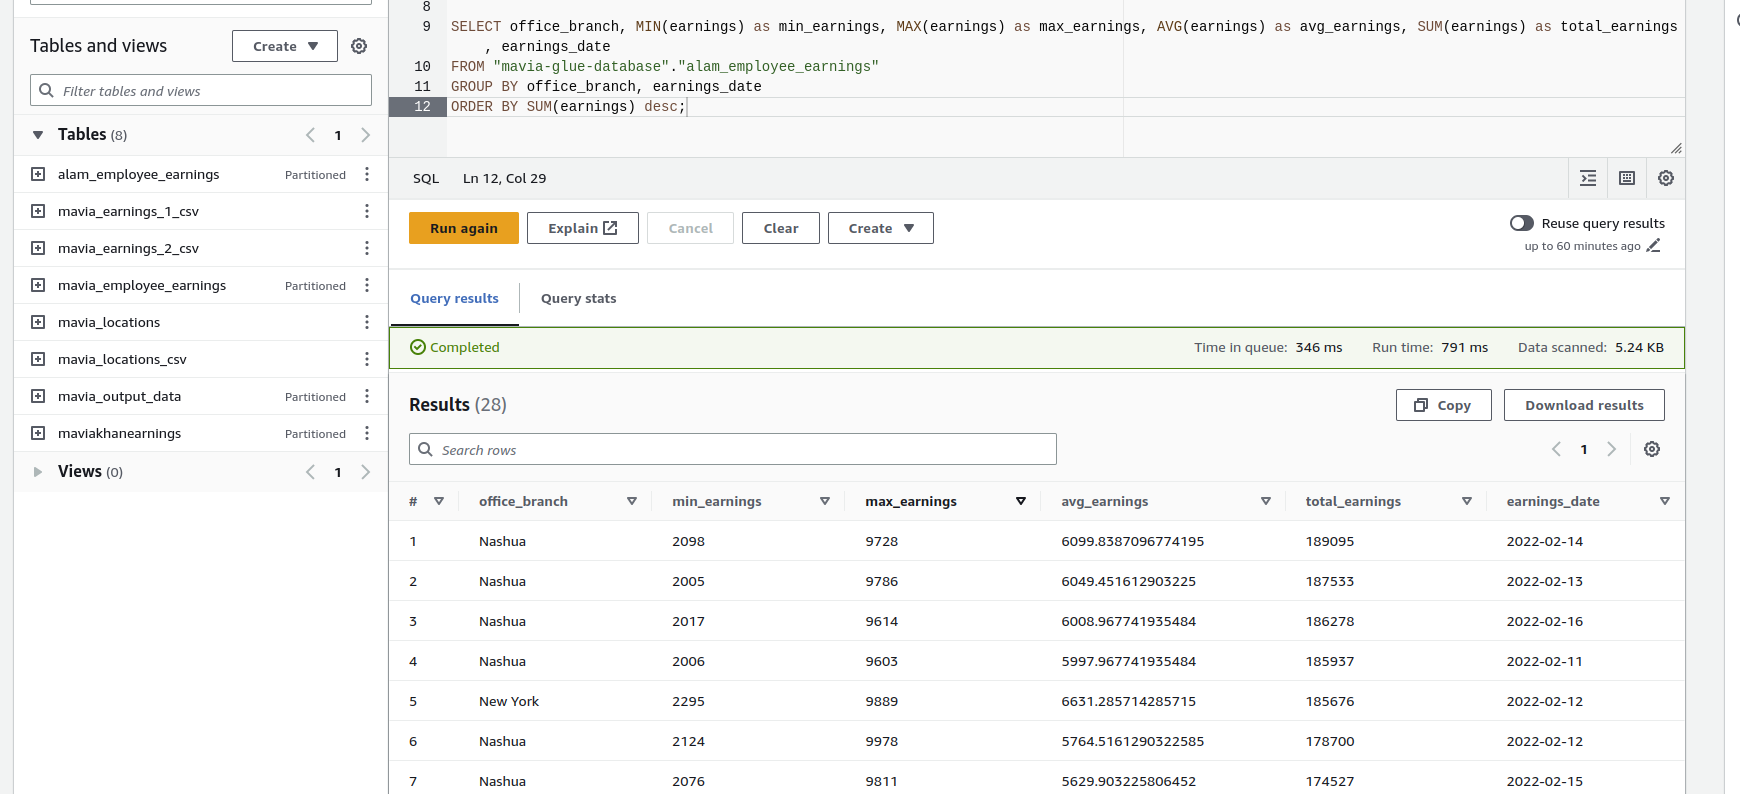 Tables and views
Create
Filter tables and views
Tables (8)
1
alam_employee_earnings Partitioned
mavia_earnings_1_csv
mavia_earnings_2_csv
mavia_employee_earnings Partitioned
mavia_locations
mavia_locations_csv
mavia_output_data Partitioned
maviakhanearnings Partitioned
Views (0)
1
8
9 SELECT office_branch, MIN(earnings) as min_earnings, MAX(earnings) as max_earnings, AVG(earnings) as avg_earnings, SUM(earnings) as total_earnings
, earnings_date
10 FROM "mavia-glue-database"."alam_employee_earnings"
11 GROUP BY office_branch, earnings_date
12 ORDER BY SUM(earnings) desc;
SQL Ln 12, Col 29
Run again Explain Cancel Clear Create
Reuse query results
up to 60 minutes ago
Query results Query stats
Completed Time in queue: 346 ms Run time: 791 ms Data scanned: 5.24 KB
Results (28)
Copy Download results
Search rows
1
# office_branch min_earnings max_earnings avg_earnings total_earnings earnings_date
1 Nashua 2098 9728 6099.8387096774195 189095 2022-02-14
2 Nashua 2005 9786 6049.451612903225 187533 2022-02-13
3 Nashua 2017 9614 6008.967741935484 186278 2022-02-16
4 Nashua 2006 9603 5997.967741935484 185937 2022-02-11
5 New York 2295 9889 6631.285714285715 185676 2022-02-12
6 Nashua 2124 9978 5764.5161290322585 178700 2022-02-12
7 Nashua 2076 9811 5629.903225806452 174527 2022-02-15